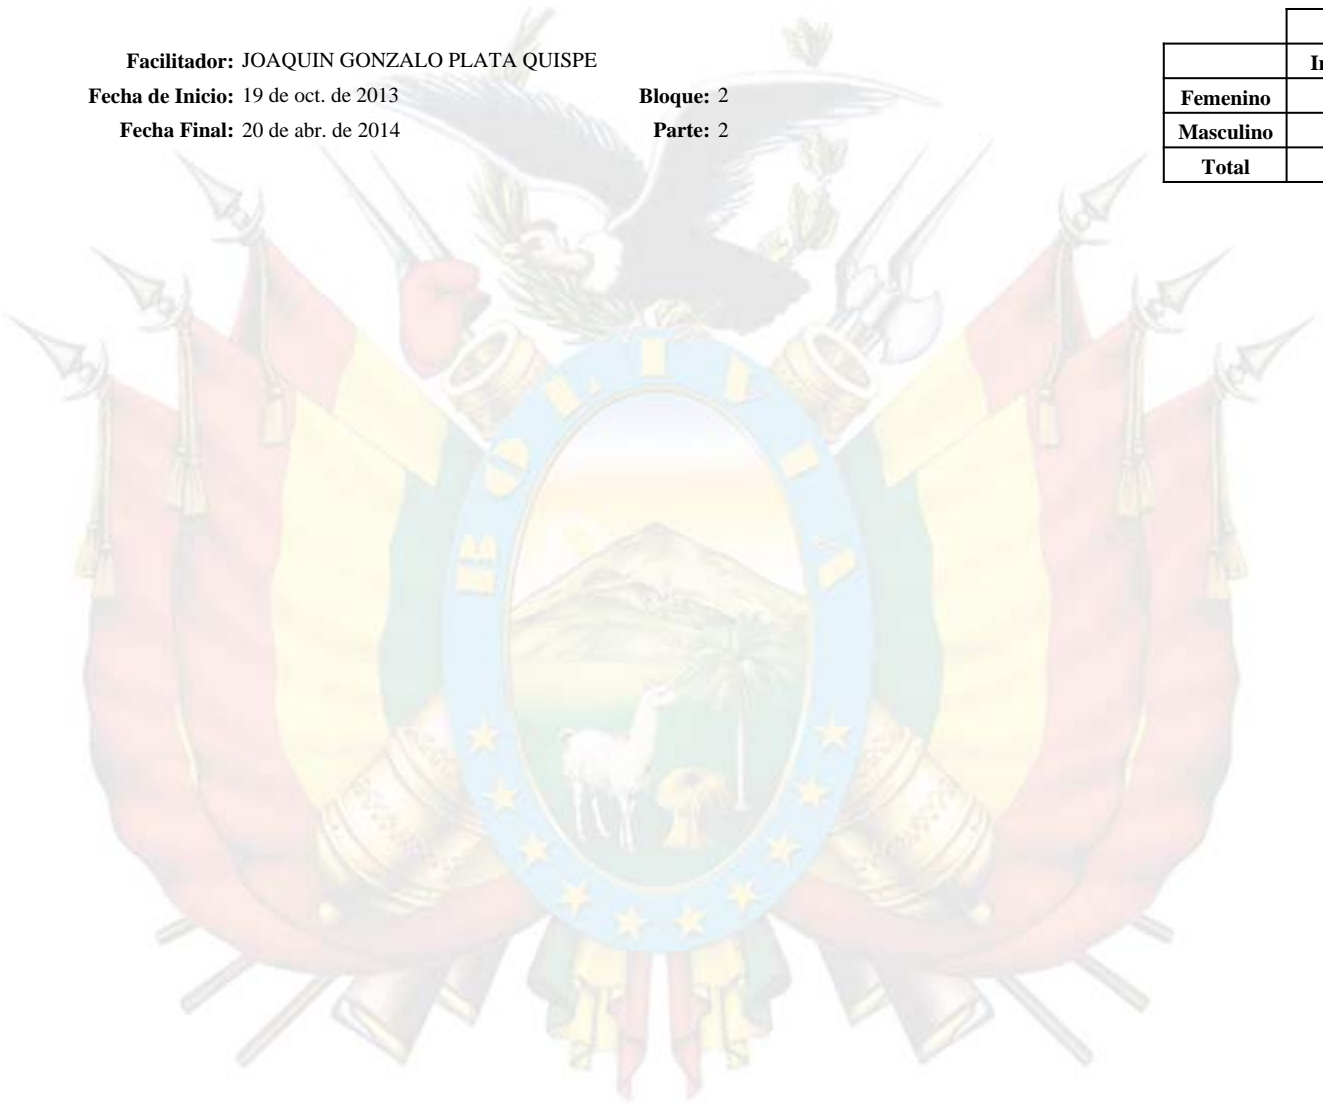 Facilitador: JOAQUIN GONZALO PLATA QUISPE
Fecha de Inicio: 19 de oct. de 2013 Bloque: 2
Fecha Final: 20 de abr. de 2014 Parte: 2
Femenino
Masculino
Total
BOLIVIA